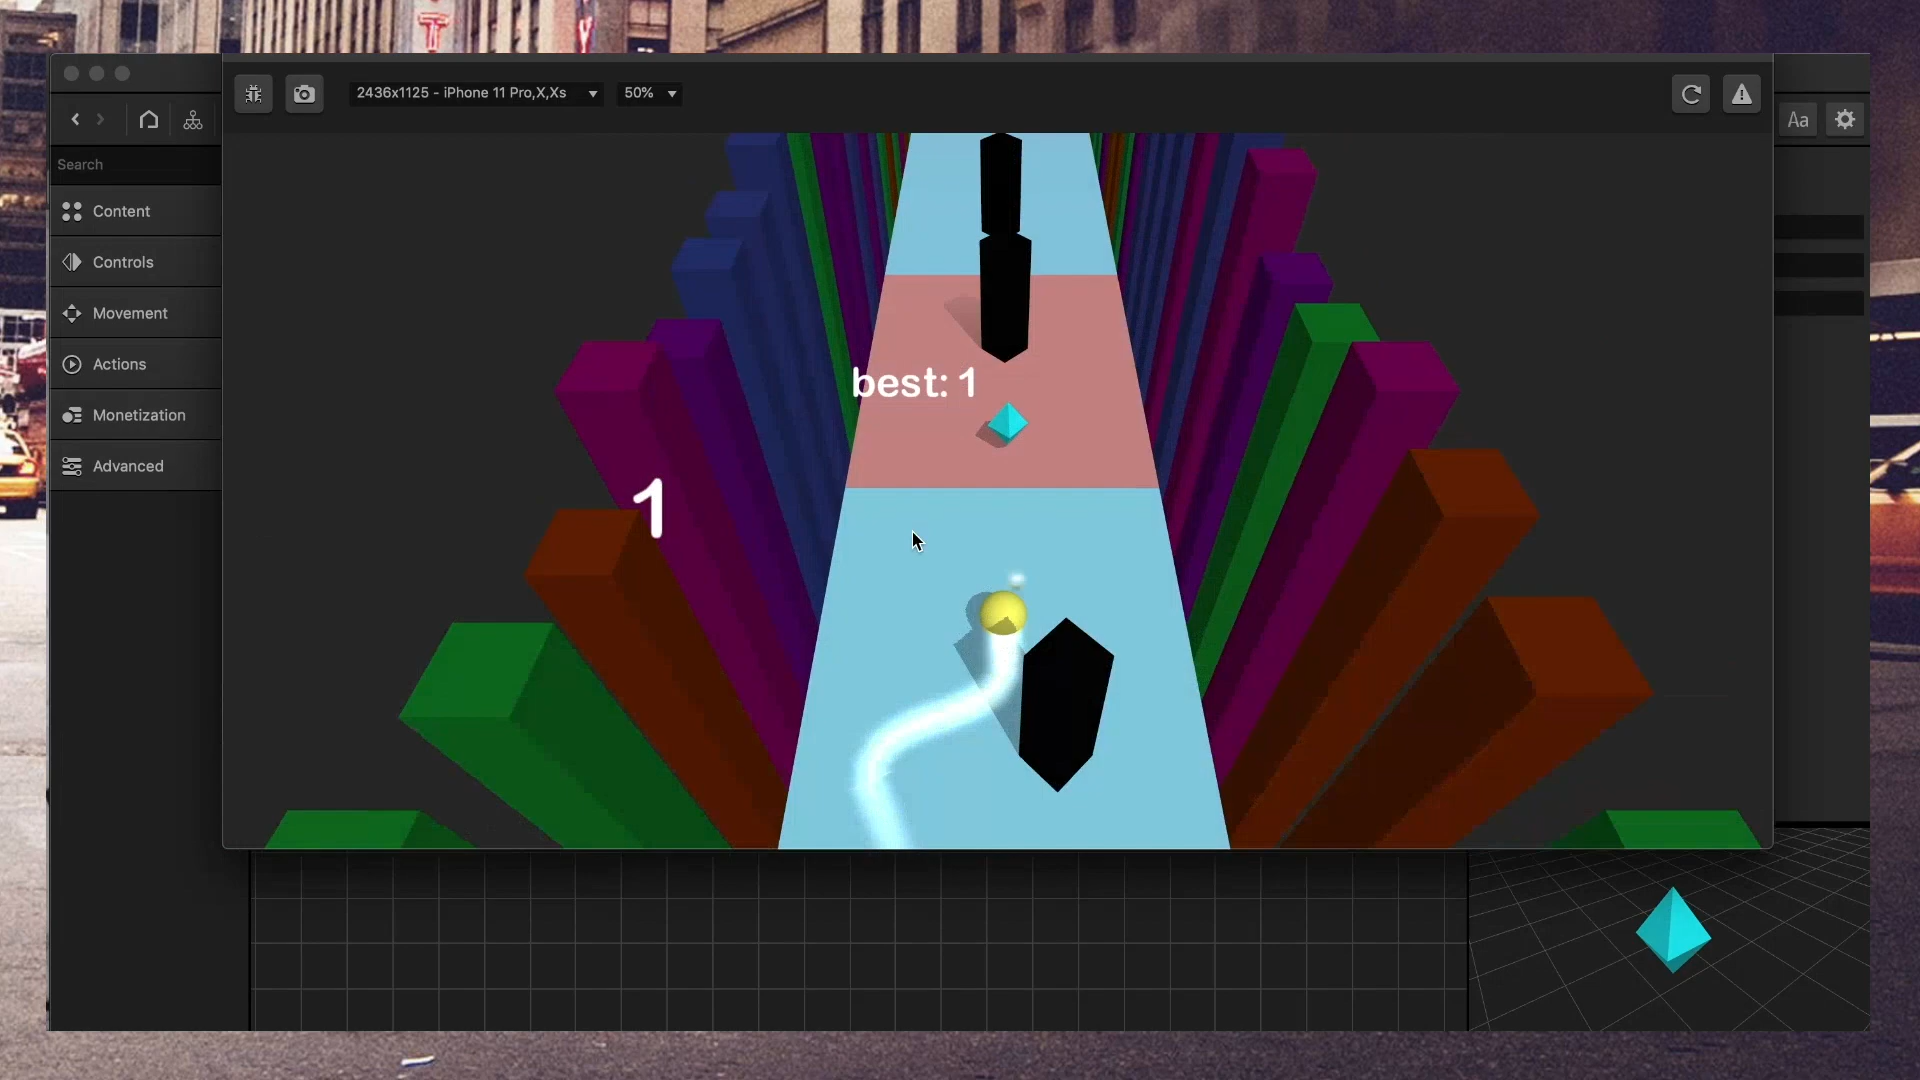 2436x1125 - iPhone 11 Pro,X,Xs
50%
Aa
Search
Content
Controls
Movement
Actions
Monetization
Advanced
best: 1
1